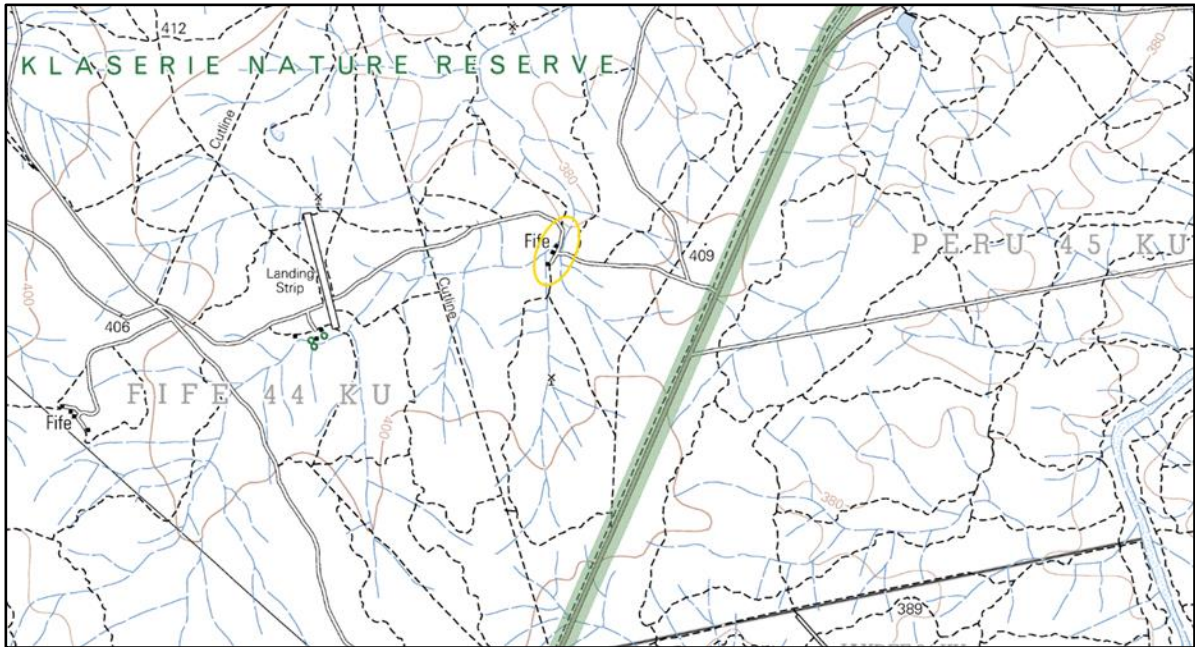 412
380
KLASERIE NATURE RESERVE
Cutline
380
Fife
PERU 45 KU
409
Landing
Strip
Cutline
400
406
FIFE 44 KU
400
Fife
380
389